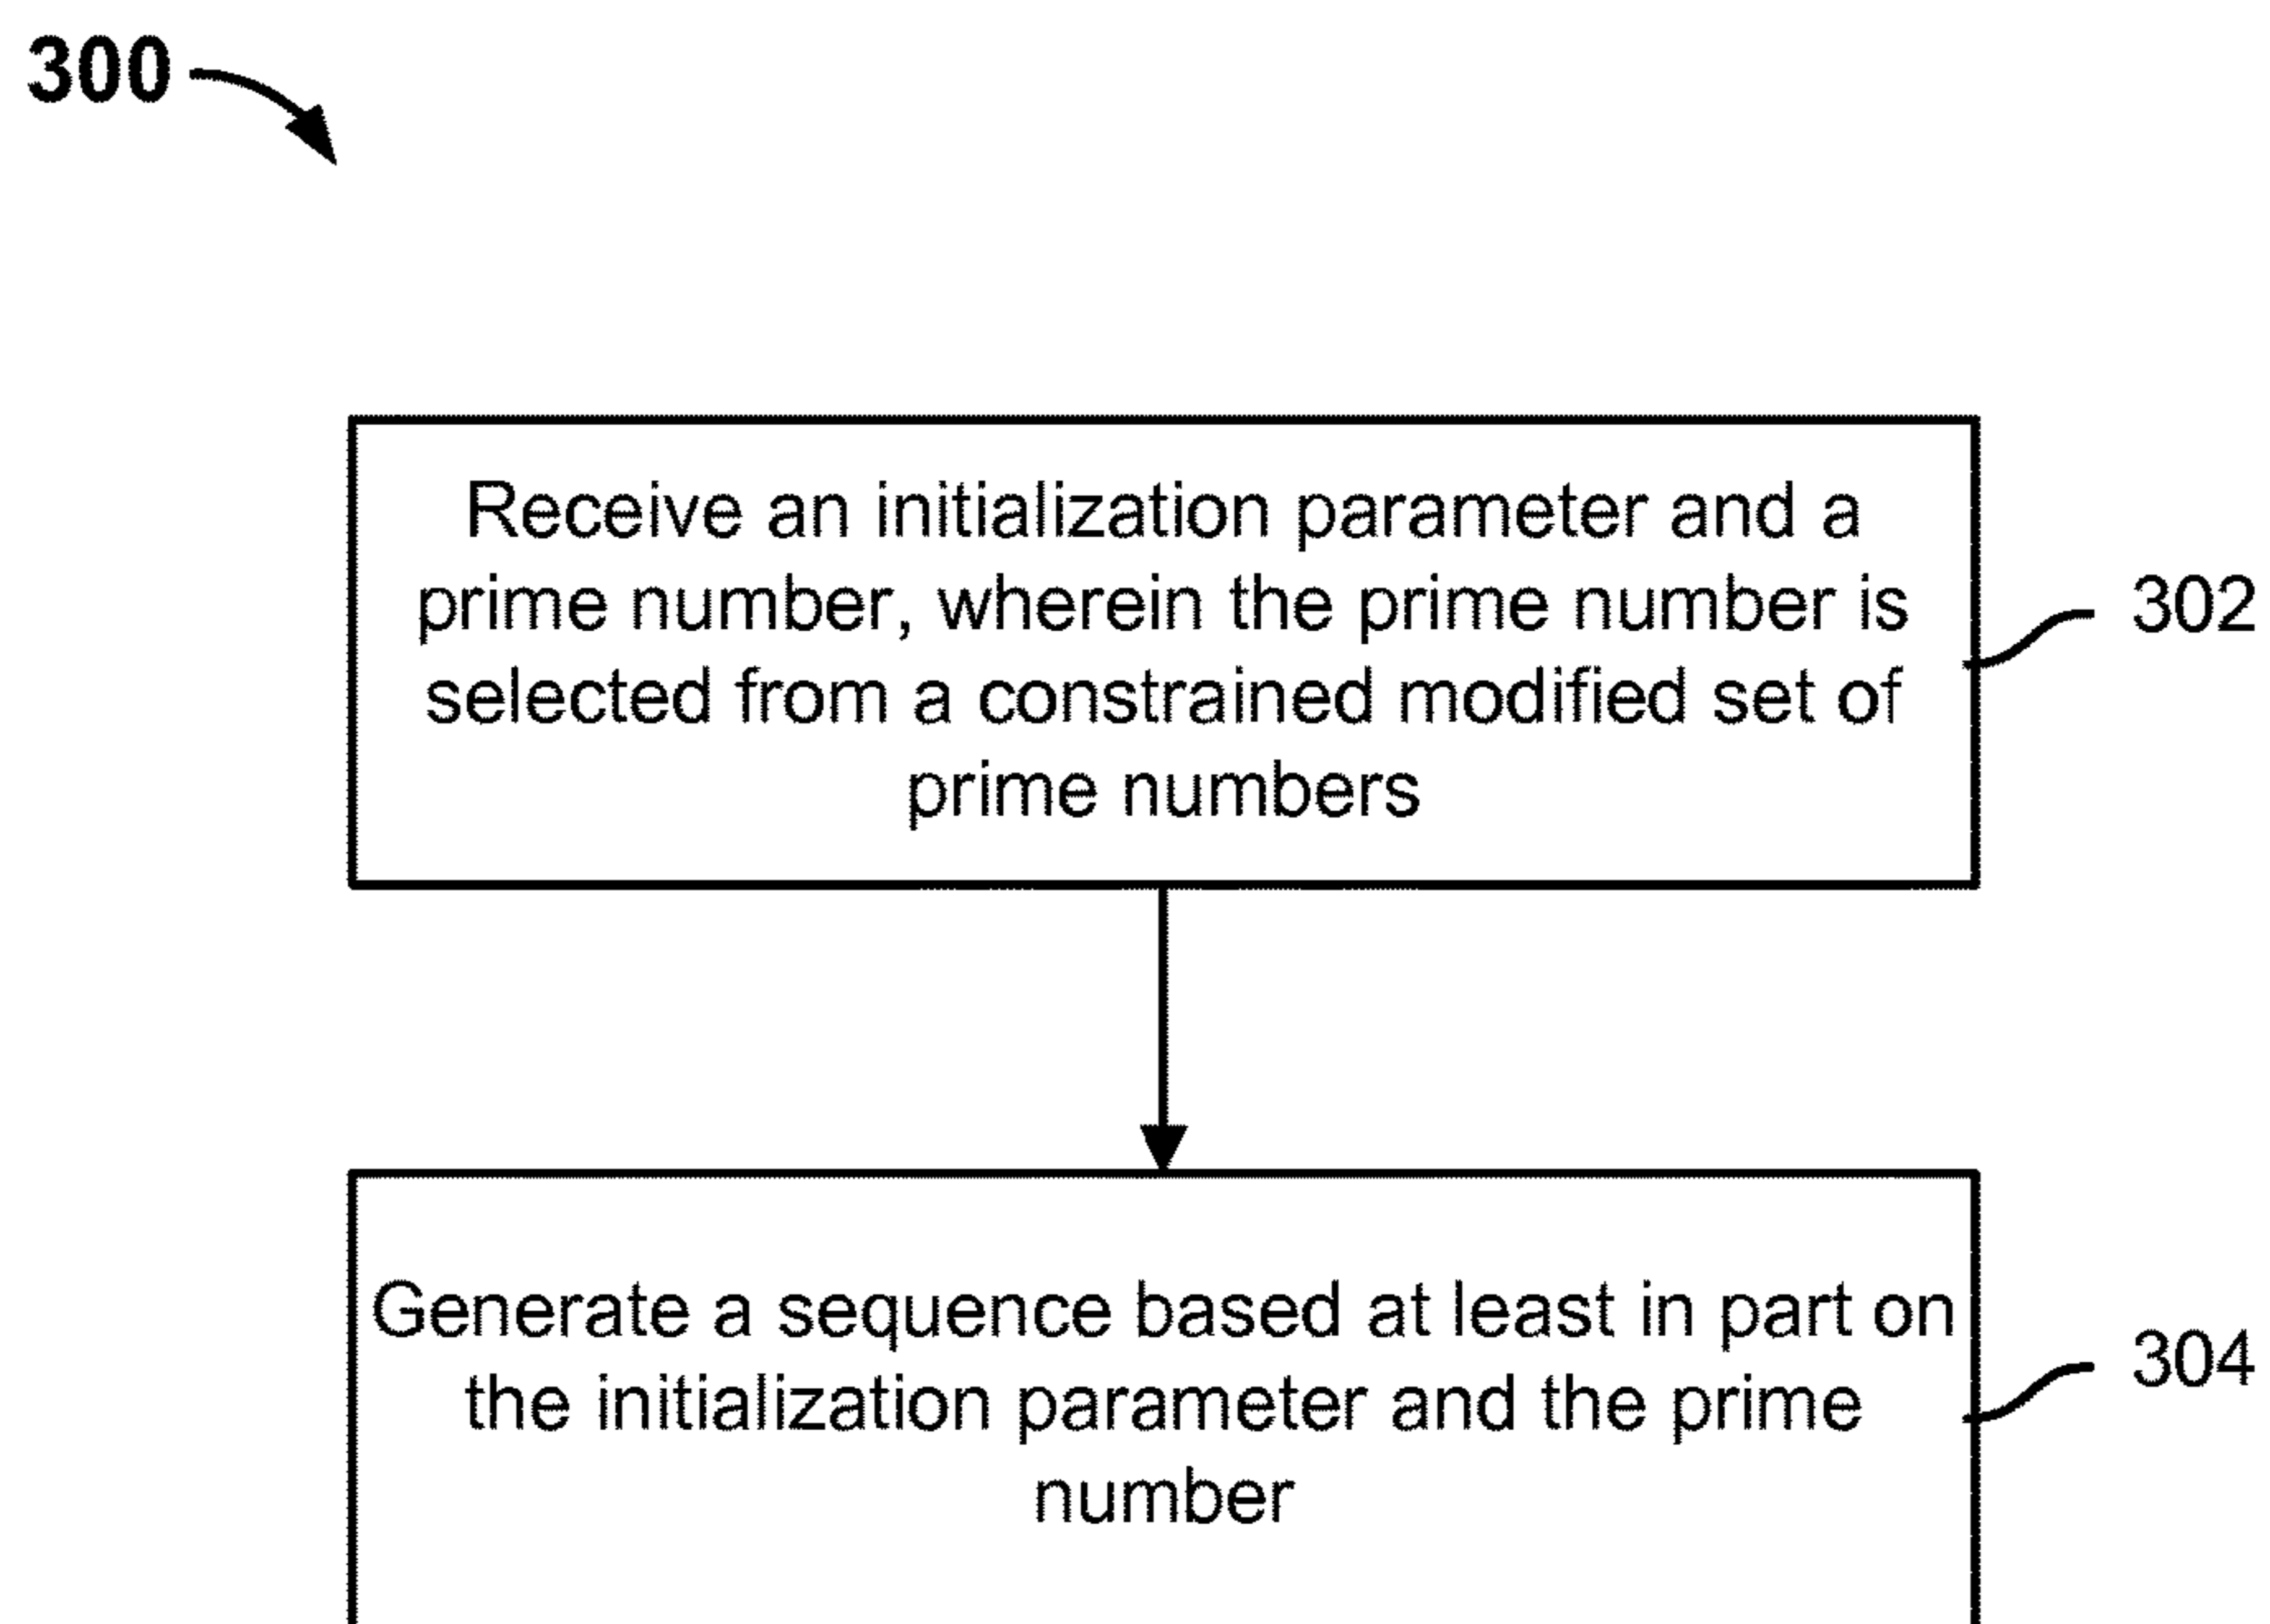 300
Receive an initialization parameter and a
prime number, wherein the prime number is
selected from a constrained modified set of
prime numbers
302
Generate a sequence based at least in part on
the initialization parameter and the prime
number
304